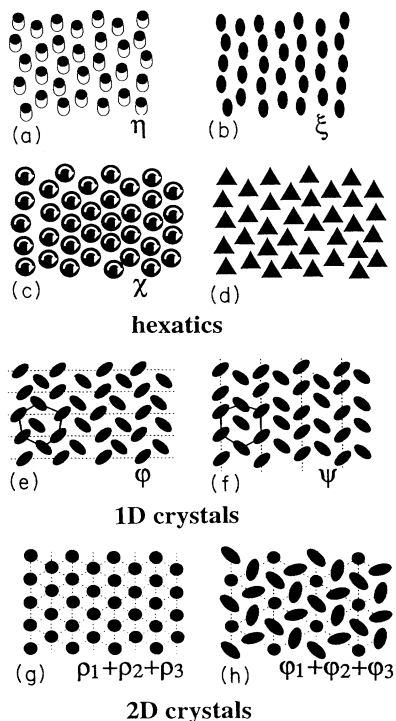 (a) η (b) ξ
(c) χ (d)
hexatics
(e) φ (f) ψ
1D crystals
(g) ρ1+ρ2+ρ3 (h) φ1+φ2+φ3
2D crystals